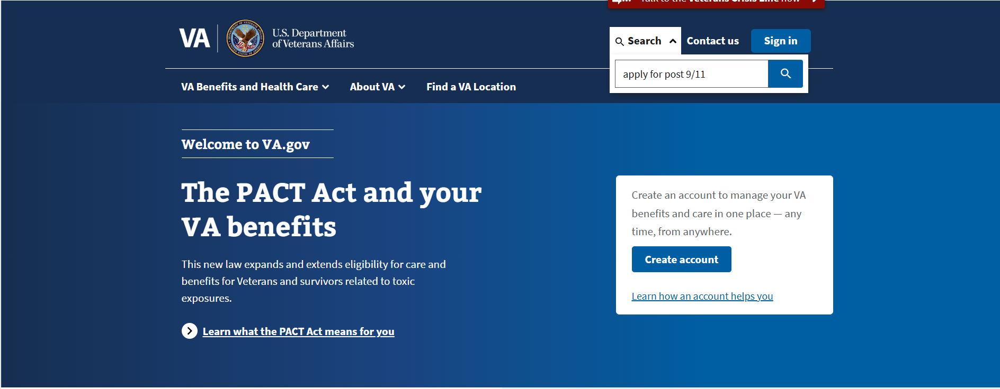 Talk to the Veterans Crisis Line now
VA
U.S. Department
of Veterans Affairs
Search
Contact us
Sign in
apply for post 9/11
VA Benefits and Health Care
About VA
Find a VA Location
Welcome to VA.gov
The PACT Act and your
VA benefits
This new law expands and extends eligibility for care and
benefits for Veterans and survivors related to toxic
exposures.
Learn what the PACT Act means for you
Create an account to manage your VA
benefits and care in one place — any
time, from anywhere.
Create account
Learn how an account helps you